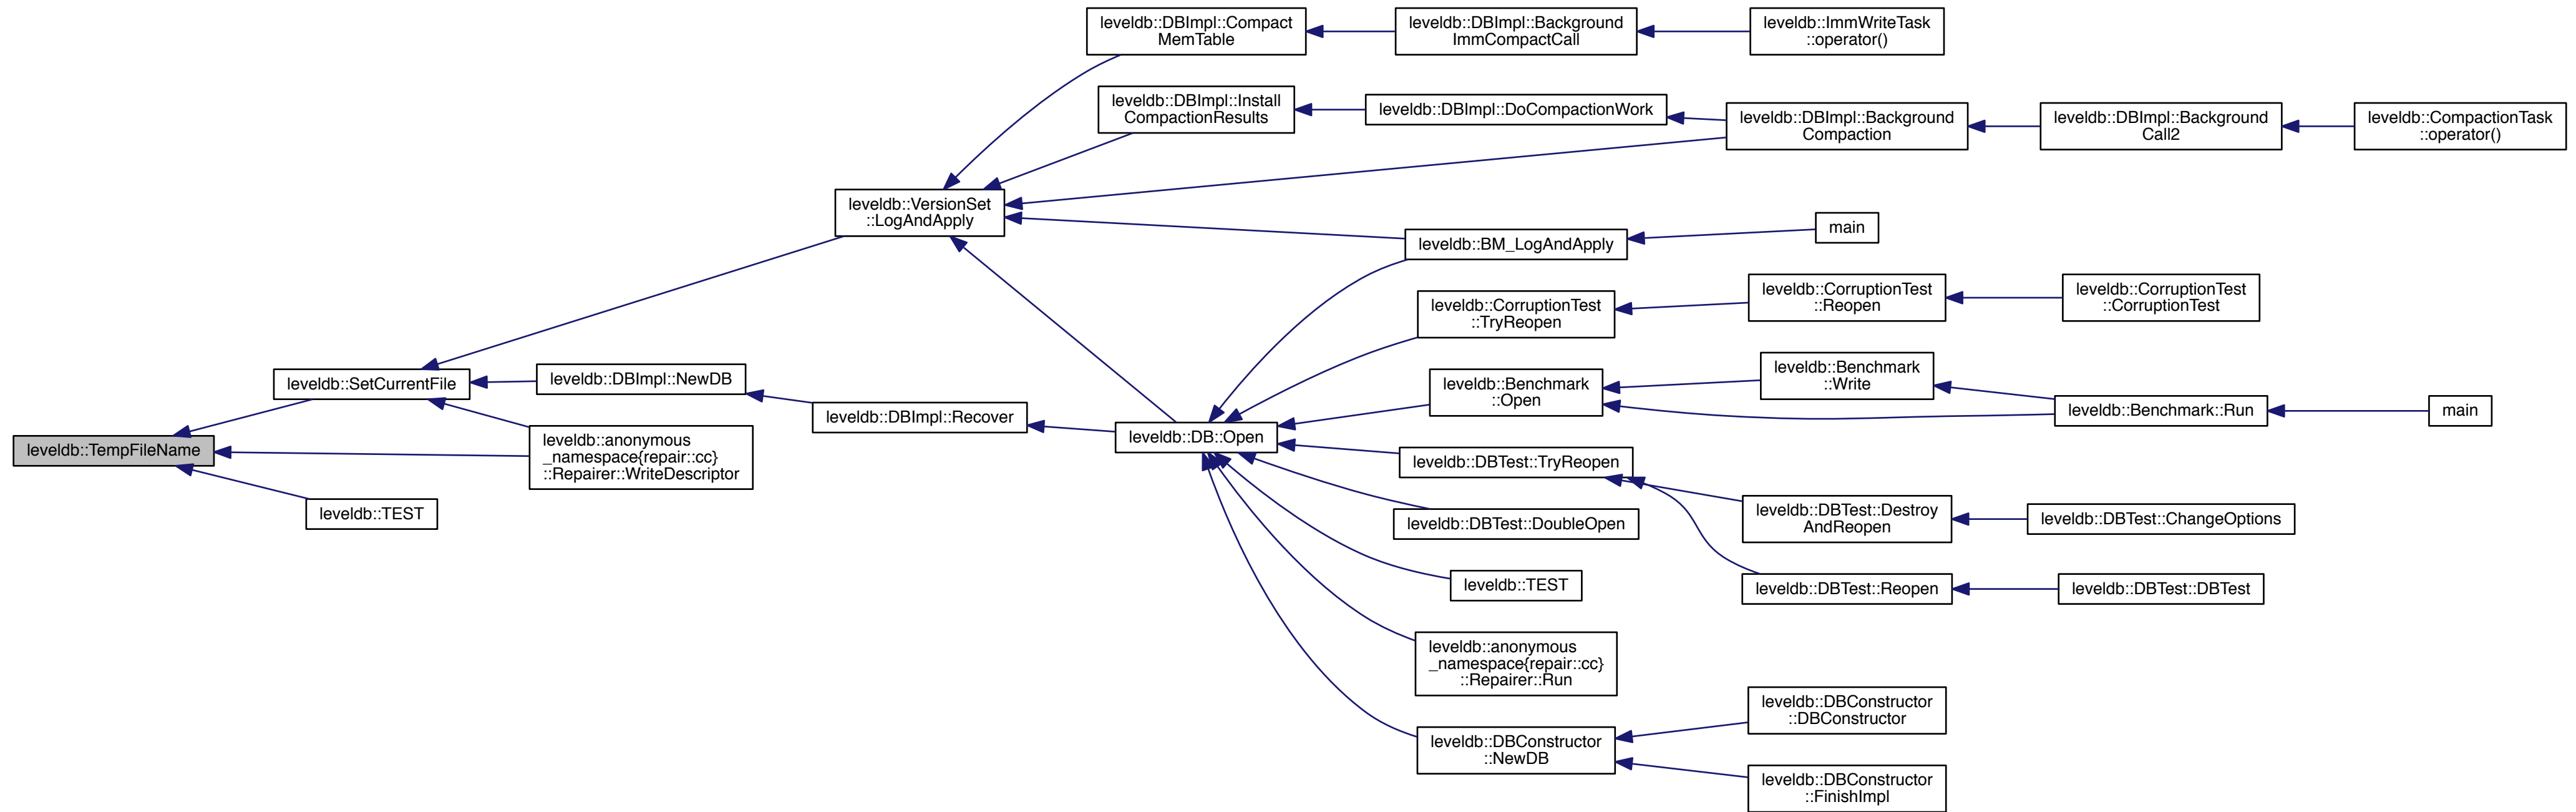 leveldb::DBImpl::Compact
MemTable
leveldb::DBImpl::Background
ImmCompactCall
leveldb::ImmWriteTask
::operator()
leveldb::DBImpl::Install
CompactionResults
leveldb::DBImpl::DoCompactionWork
leveldb::DBImpl::Background
Compaction
leveldb::DBImpl::Background
Call2
leveldb::CompactionTask
::operator()
leveldb::VersionSet
::LogAndApply
main
leveldb::BM_LogAndApply
leveldb::CorruptionTest
::TryReopen
leveldb::CorruptionTest
::Reopen
leveldb::CorruptionTest
::CorruptionTest
leveldb::SetCurrentFile
leveldb::DBImpl::NewDB
leveldb::DBImpl::Recover
leveldb::Benchmark
::Open
leveldb::Benchmark
::Write
leveldb::Benchmark::Run
main
leveldb::TempFileName
leveldb::anonymous
_namespace{repair::cc}
::Repairer::WriteDescriptor
leveldb::DB::Open
leveldb::DBTest::TryReopen
leveldb::TEST
leveldb::DBTest::DoubleOpen
leveldb::DBTest::Destroy
AndReopen
leveldb::DBTest::ChangeOptions
leveldb::TEST
leveldb::DBTest::Reopen
leveldb::DBTest::DBTest
leveldb::anonymous
_namespace{repair::cc}
::Repairer::Run
leveldb::DBConstructor
::NewDB
leveldb::DBConstructor
::DBConstructor
leveldb::DBConstructor
::FinishImpl